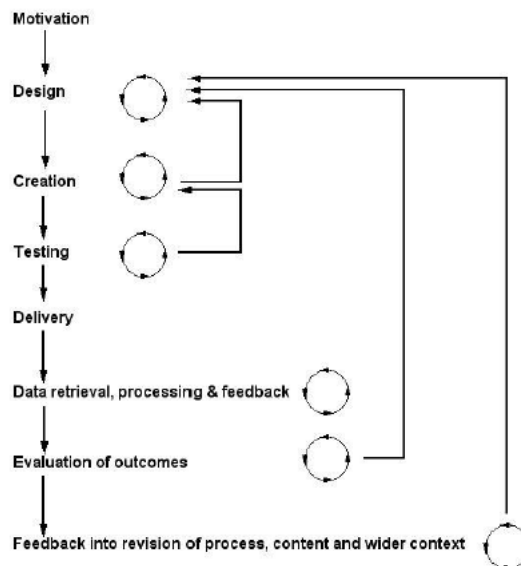 Motivation
Design
Creation
Testing
Delivery
Data retrieval, processing & feedback
Evaluation of outcomes
Feedback into revision of process, content and wider context